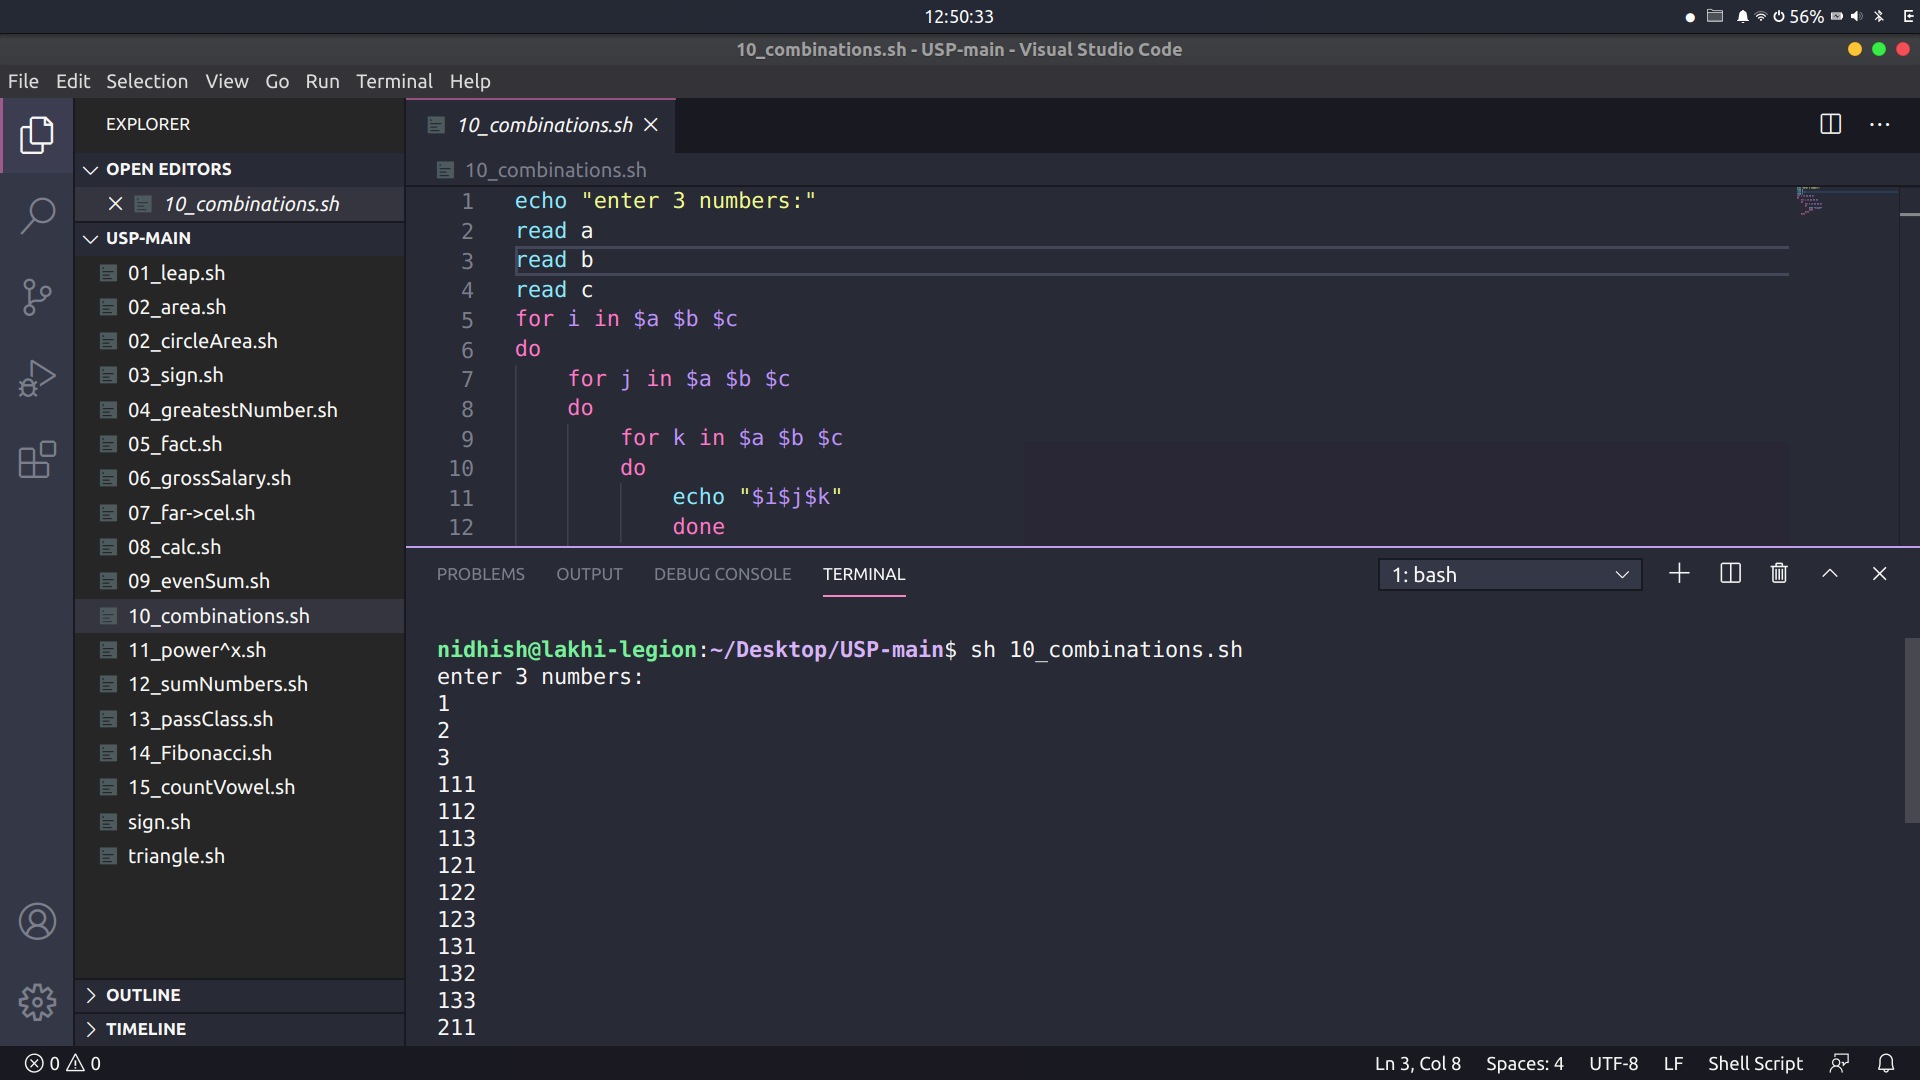 12:50:33
56%
10_combinations.sh - USP-main - Visual Studio Code
File Edit Selection View Go Run Terminal Help
EXPLORER
OPEN EDITORS
10_combinations.sh
USP-MAIN
01_leap.sh
02_area.sh
02_circleArea.sh
03_sign.sh
04_greatestNumber.sh
05_fact.sh
06_grossSalary.sh
07_far->cel.sh
08_calc.sh
09_evenSum.sh
10_combinations.sh
11_power^x.sh
12_sumNumbers.sh
13_passClass.sh
14_Fibonacci.sh
15_countVowel.sh
sign.sh
triangle.sh
OUTLINE
TIMELINE
10_combinations.sh
10_combinations.sh
1 echo "enter 3 numbers:"
2 read a
3 read b
4 read c
5 for i in $a $b $c
6 do
7     for j in $a $b $c
8     do
9         for k in $a $b $c
10         do
11             echo "$i$j$k"
12             done
PROBLEMS OUTPUT DEBUG CONSOLE TERMINAL
1: bash
nidhish@lakhi-legion:~/Desktop/USP-main$ sh 10_combinations.sh
enter 3 numbers:
1
2
3
111
112
113
121
122
123
131
132
133
211
0 0
Ln 3, Col 8 Spaces: 4 UTF-8 LF Shell Script